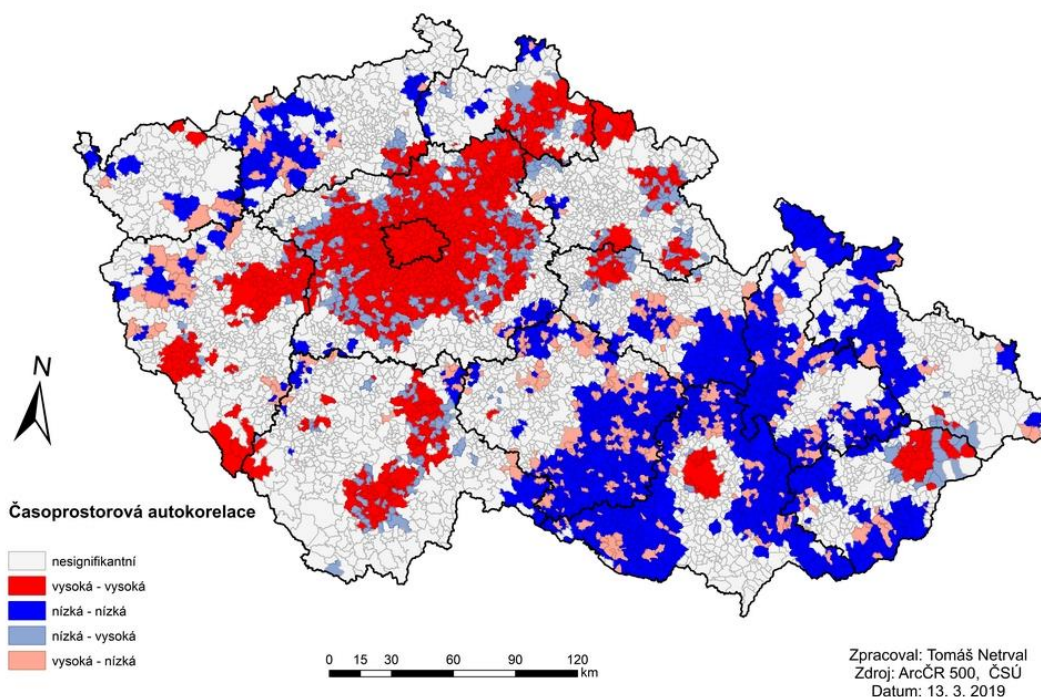 N
Časoprostorová autokorelace
nesignifikantní
vysoká - vysoká
nízká - nízká
nízká - vysoká
vysoká - nízká
0 15 30 60 90 120
km
Zpracoval: Tomáš Netrval
Zdroj: ArcČR 500, ČSÚ
Datum: 13. 3. 2019